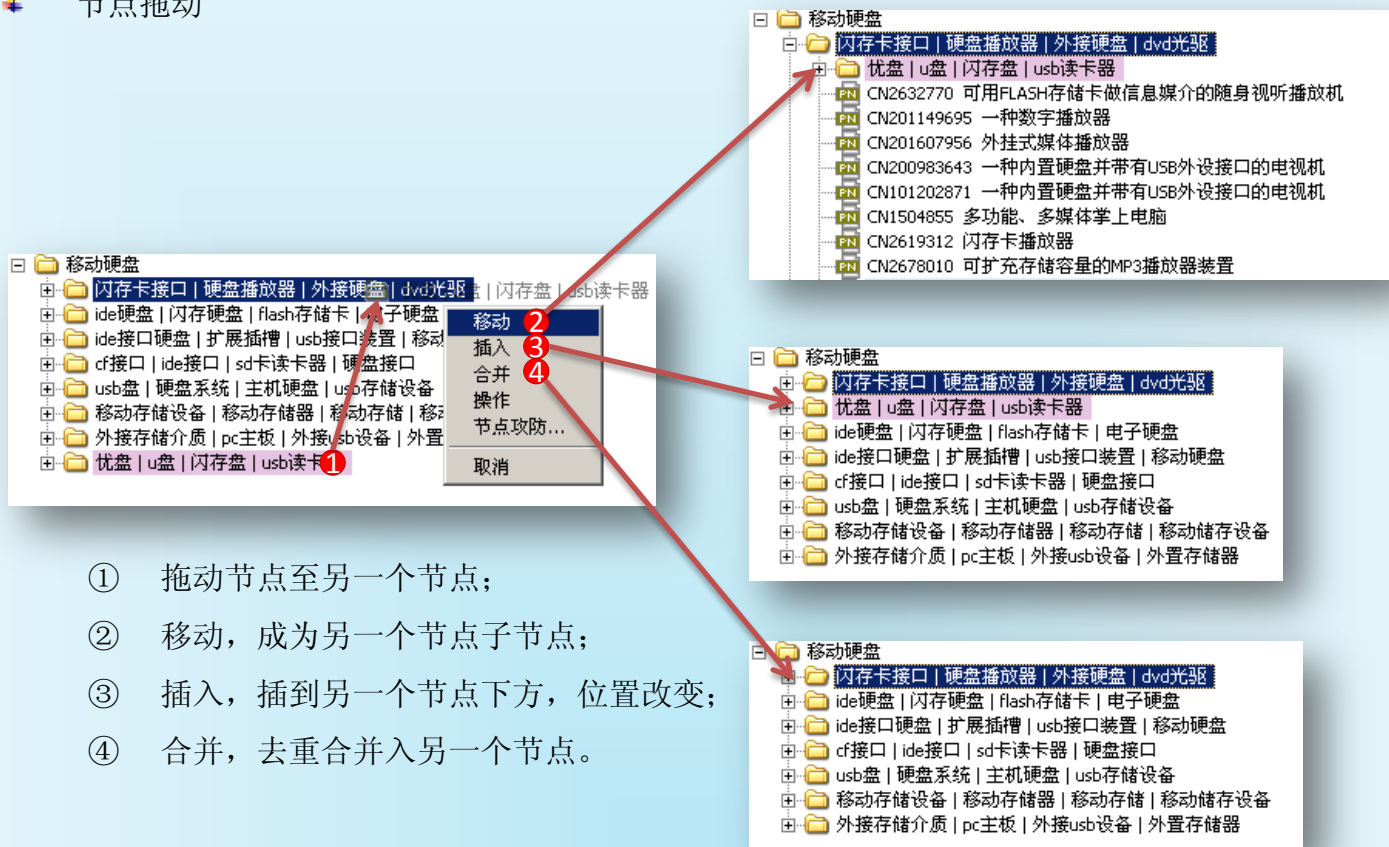 节点拖动
移动硬盘
闪存卡接口 | 硬盘播放器 | 外接硬盘 | dvd光驱
忧盘 | u盘 | 闪存盘 | usb读卡器
CN2632770 可用FLASH存储卡做信息媒介的随身视听播放机
CN201149695 一种数字播放器
CN201607956 外挂式媒体播放器
CN200983643 一种内置硬盘并带有USB外设接口的电视机
CN101202871 一种内置硬盘并带有USB外设接口的电视机
CN1504855 多功能、多媒体掌上电脑
CN2619312 闪存卡播放器
CN2678010 可扩充存储容量的MP3播放器装置
移动硬盘
闪存卡接口 | 硬盘播放器 | 外接硬盘 | dvd光驱 | 闪存盘 | usb读卡器
ide硬盘 | 闪存硬盘 | flash存储卡 | 电子硬盘
ide接口硬盘 | 扩展插槽 | usb接口装置 | 移动
cf接口 | ide接口 | sd卡读卡器 | 硬盘接口
usb盘 | 硬盘系统 | 主机硬盘 | usb存储设备
移动存储设备 | 移动存储器 | 移动存储 | 移
外接存储介质 | pc主板 | 外接usb设备 | 外置
忧盘 | u盘 | 闪存盘 | usb读卡 1
移动 2
插入 3
合并 4
操作
节点攻防...
取消
移动硬盘
闪存卡接口 | 硬盘播放器 | 外接硬盘 | dvd光驱
忧盘 | u盘 | 闪存盘 | usb读卡器
ide硬盘 | 闪存硬盘 | flash存储卡 | 电子硬盘
ide接口硬盘 | 扩展插槽 | usb接口装置 | 移动硬盘
cf接口 | ide接口 | sd卡读卡器 | 硬盘接口
usb盘 | 硬盘系统 | 主机硬盘 | usb存储设备
移动存储设备 | 移动存储器 | 移动存储 | 移动储存设备
外接存储介质 | pc主板 | 外接usb设备 | 外置存储器
① 拖动节点至另一个节点;
② 移动，成为另一个节点子节点;
③ 插入，插到另一个节点下方，位置改变;
④ 合并，去重合并入另一个节点。
移动硬盘
闪存卡接口 | 硬盘播放器 | 外接硬盘 | dvd光驱
ide硬盘 | 闪存硬盘 | flash存储卡 | 电子硬盘
ide接口硬盘 | 扩展插槽 | usb接口装置 | 移动硬盘
cf接口 | ide接口 | sd卡读卡器 | 硬盘接口
usb盘 | 硬盘系统 | 主机硬盘 | usb存储设备
移动存储设备 | 移动存储器 | 移动存储 | 移动储存设备
外接存储介质 | pc主板 | 外接usb设备 | 外置存储器